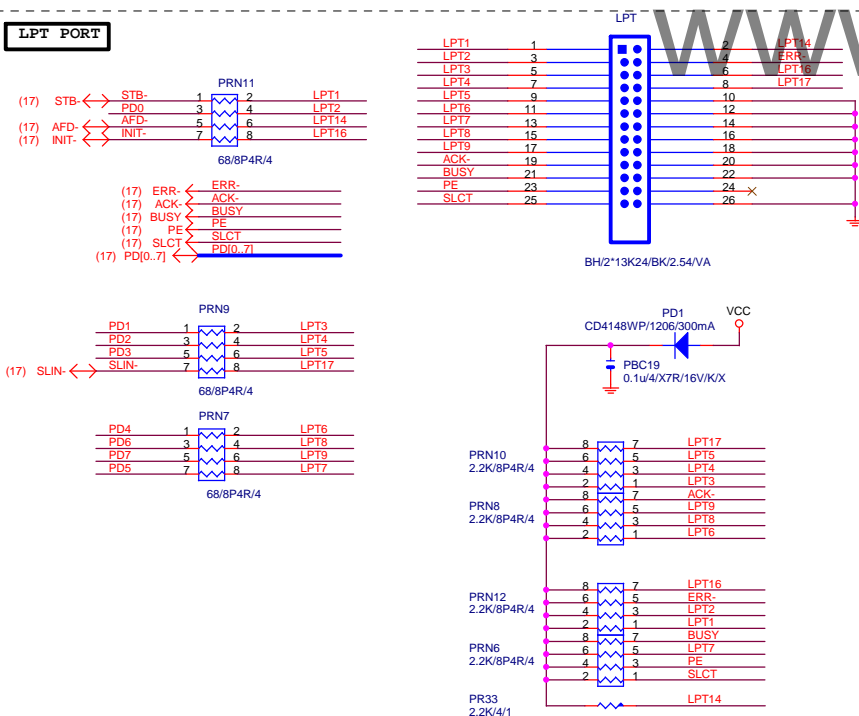 LPT PORT
WWW
LPT
LPT1 1 2 LPT14
LPT2 3 4 ERR-
LPT3 5 6 LPT16
LPT4 7 8 LPT17
LPT5 9 10
LPT6 11 12
LPT7 13 14
LPT8 15 16
LPT9 17 18
ACK- 19 20
BUSY 21 22
PE 23 24
SLCT 25 26
BH/2*13K24/BK/2.54/VA
PRN11
(17) STB- STB- 1 2 LPT1
PD0 3 4 LPT2
(17) AFD- AFD- 5 6 LPT14
(17) INIT- INIT- 7 8 LPT16
68/8P4R/4
(17) ERR- ERR-
(17) ACK- ACK-
(17) BUSY BUSY
(17) PE PE
(17) SLCT SLCT
(17) PD[0..7] PD[0..7]
PRN9
PD1 1 2 LPT3
PD2 3 4 LPT4
PD3 5 6 LPT5
(17) SLIN- SLIN- 7 8 LPT17
68/8P4R/4
PRN7
PD4 1 2 LPT6
PD6 3 4 LPT8
PD7 5 6 LPT9
PD5 7 8 LPT7
68/8P4R/4
PD1 VCC
CD4148WP/1206/300mA
PBC19
0.1u/4/X7R/16V/K/X
PRN10
2.2K/8P4R/4
8 7 LPT17
6 5 LPT5
4 3 LPT4
2 1 LPT3
PRN8
2.2K/8P4R/4
8 7 ACK-
6 5 LPT9
4 3 LPT8
2 1 LPT6
PRN12
2.2K/8P4R/4
8 7 LPT16
6 5 ERR-
4 3 LPT2
2 1 LPT1
PRN6
2.2K/8P4R/4
8 7 BUSY
6 5 LPT7
4 3 PE
2 1 SLCT
PR33 LPT14
2.2K/4/1